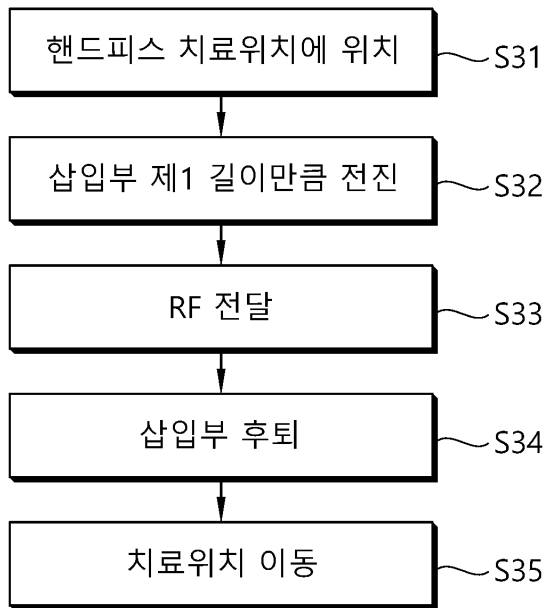 핸드피스 치료위치에 위치
S31
삽입부 제1 길이만큼 전진
S32
RF 전달
S33
삽입부 후퇴
S34
치료위치 이동
S35